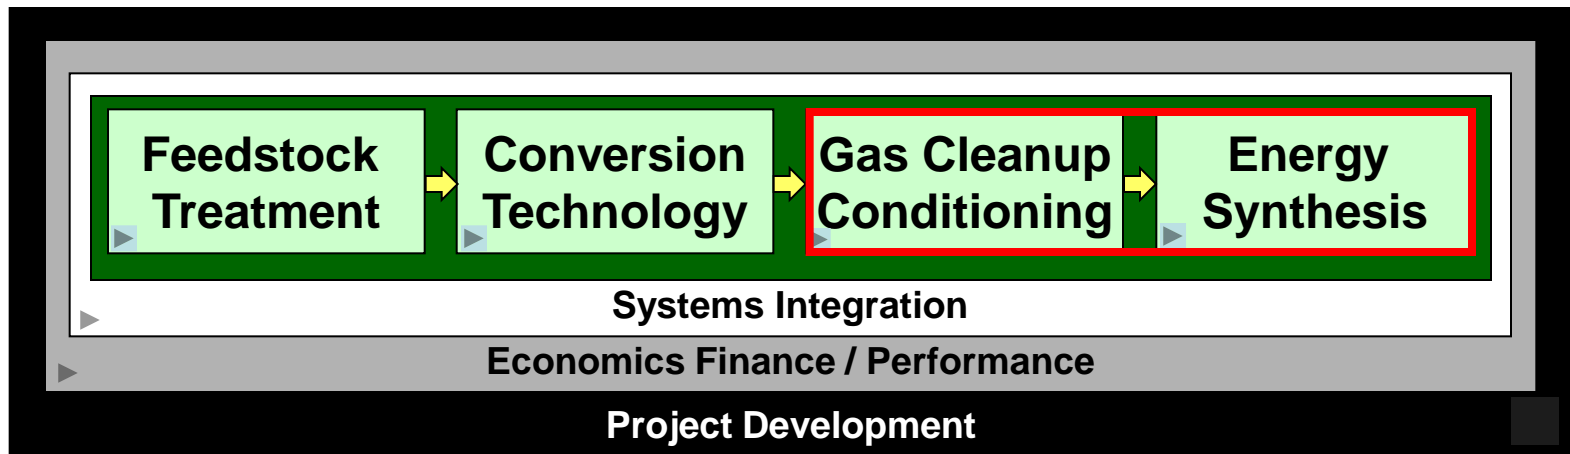 Feedstock
Treatment
Conversion
Technology
Gas Cleanup
Conditioning
Energy
Synthesis
Systems Integration
Economics Finance / Performance
Project Development